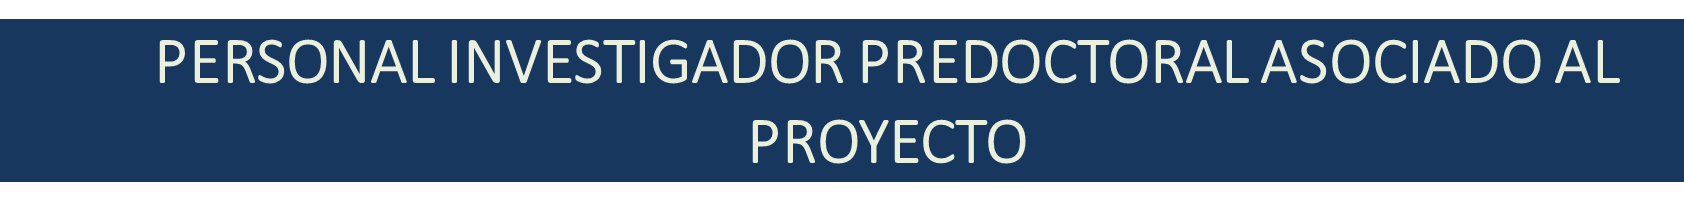 PERSONAL INVESTIGADOR PREDOCTORAL ASOCIADO AL
PROYECTO